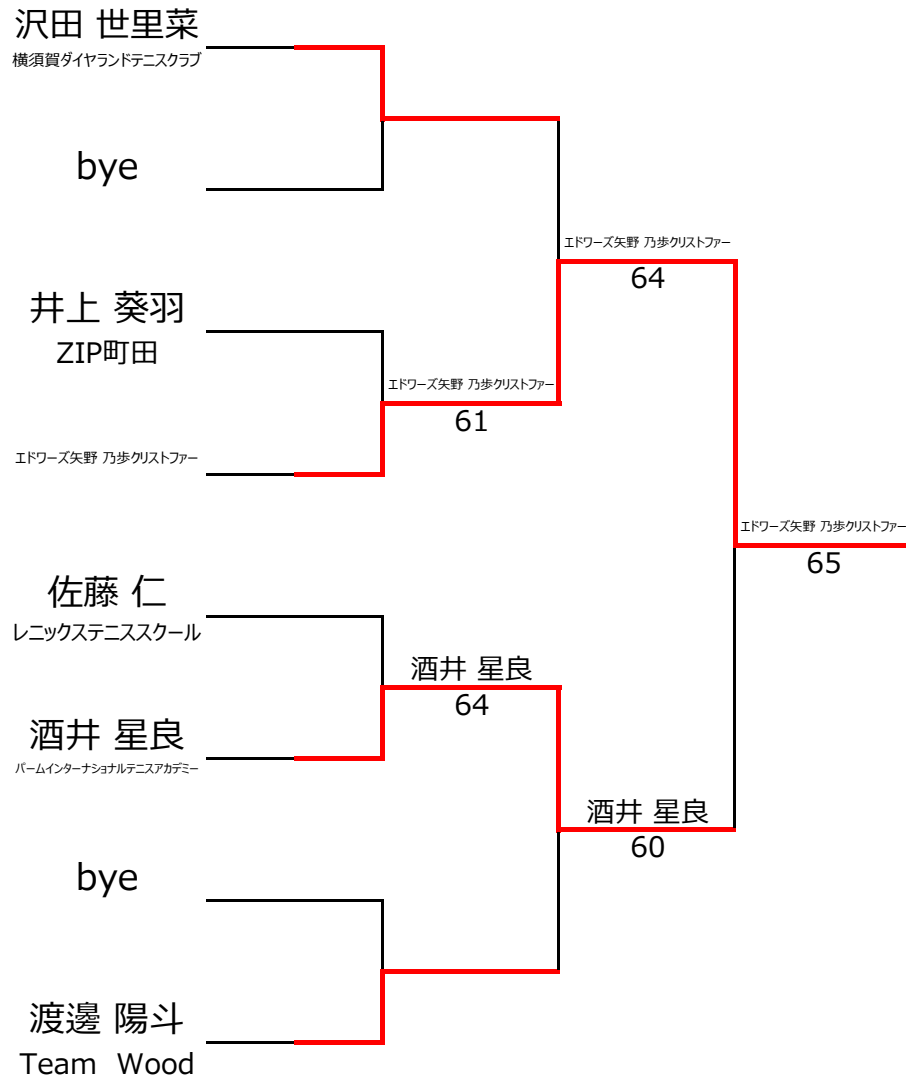 沢田 世里菜
横須賀ダイヤランドテニスクラブ
bye
エドワーズ矢野 乃歩クリストファー
64
井上 葵羽
ZIP町田
エドワーズ矢野 乃歩クリストファー
61
エドワーズ矢野 乃歩クリストファー
エドワーズ矢野 乃歩クリストファー
65
佐藤 仁
レニックステニススクール
酒井 星良
64
酒井 星良
パームインターナショナルテニスアカデミー
酒井 星良
60
bye
渡邊 陽斗
Team Wood